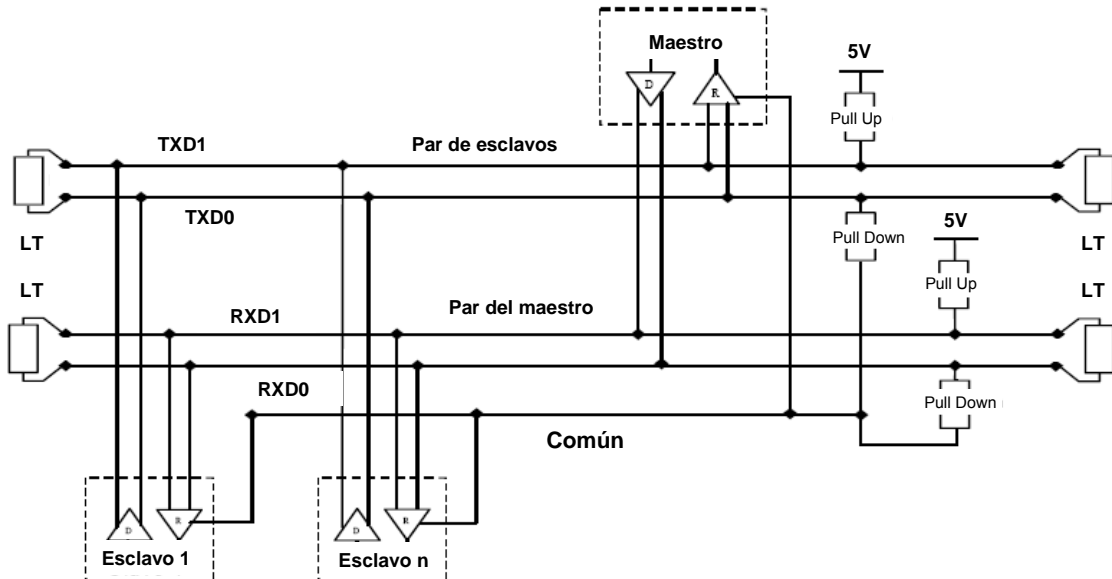 Maestro
D
R
5V
Pull Up
TXD1
Par de esclavos
TXD0
LT
LT
Pull Down
5V
LT
LT
Pull Up
RXD1
Par del maestro
RXD0
Pull Down
Común
D
R
D
R
Esclavo 1
Esclavo n